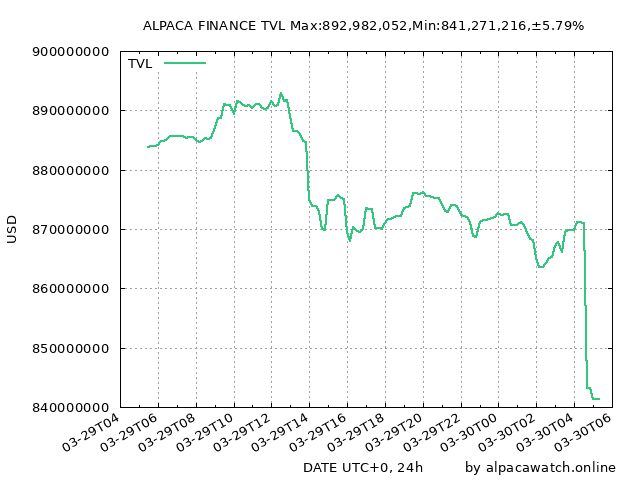 ALPACA FINANCE TVL Max:892,982,052,Min:841,271,216,±5.79%
900000000
TVL
890000000
880000000
870000000
860000000
850000000
840000000
USD
03-29T04
03-29T06
03-29T08
03-29T10
03-29T12
03-29T14
03-29T16
03-29T18
03-29T20
03-29T22
03-30T00
03-30T02
03-30T04
03-30T06
DATE UTC+0, 24h
by alpacawatch.online